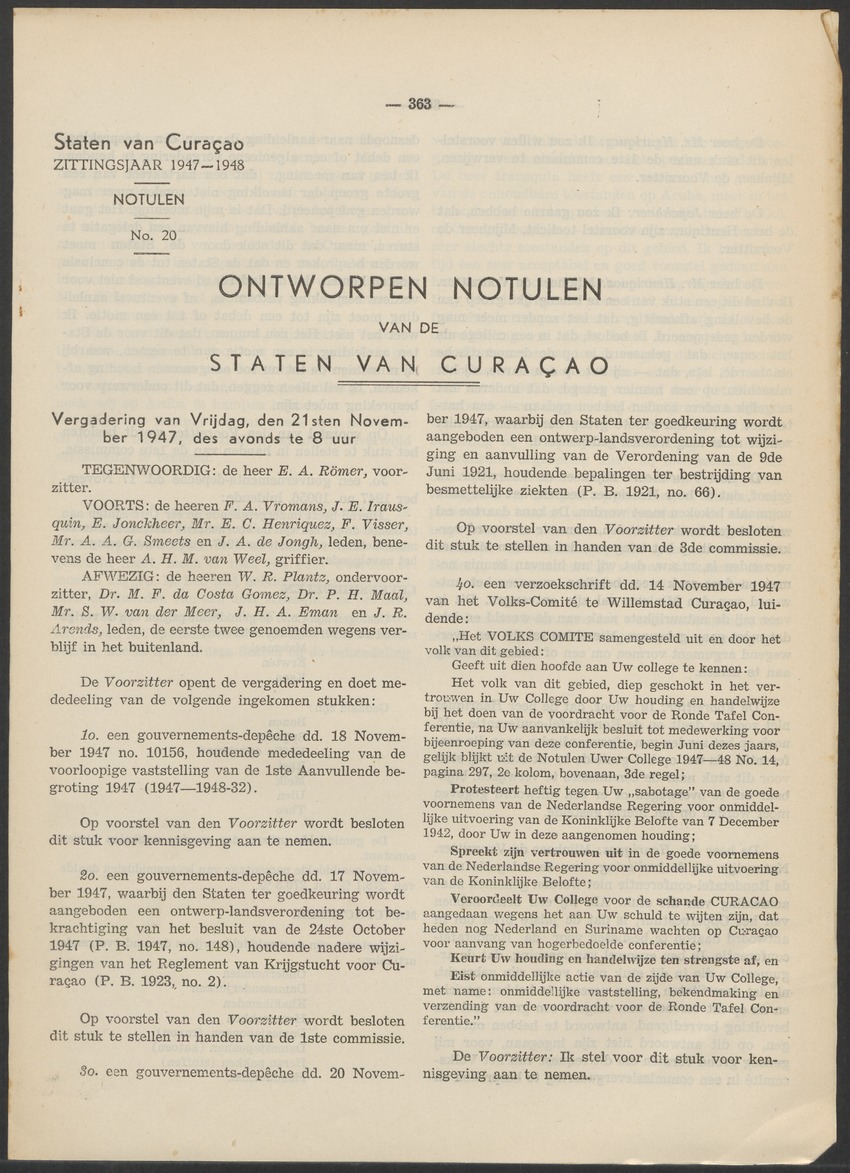 — 363 —
Staten van Curaçao
ZITTINGSJAAR 1947—1948
NOTULEN
No. 20
ONTWORPEN NOTULEN
VAN DE
STATEN VAN CURAÇAO
Vergadering van Vrijdag, den 21sten Novem-
ber 1947, des avonds te 8 uur
TEGENWOORDIG: de heer E. A. Römer, voor-
zitter.
VOORTS: de heeren F. A. Vromans, J. E. Iraus-
quin, E. Jonckheer, Mr. E. C. Henriquez, F. Visser,
Mr. A. A. G. Smeets en J. A. de Jongh, leden, bene-
vens de heer A. H. M. van Weel, griffier.
AFWEZIG: de heeren W. R. Plantz, ondervoor-
zitter, Dr. M. F. da Costa Gomez, Dr. P. H. Maal,
Mr. S. W. van der Meer, J. H. A. Eman en J. R.
Arends, leden, de eerste twee genoemden wegens ver-
blijf in het buitenland.
De Voorzitter opent de vergadering en doet me-
dedeeling van de volgende ingekomen stukken:
1o. een gouvernements-depêche dd. 18 Novem-
ber 1947 no. 10156, houdende mededeeling van de
voorloopige vaststelling van de 1ste Aanvullende be-
groting 1947 (1947—1948-32).
Op voorstel van den Voorzitter wordt besloten
dit stuk voor kennisgeving aan te nemen.
2o. een gouvernements-depêche dd. 17 Novem-
ber 1947, waarbij den Staten ter goedkeuring wordt
aangeboden een ontwerp-landsverordening tot be-
krachtiging van het besluit van de 24ste October
1947 (P. B. 1947, no. 148), houdende nadere wijzi-
gingen van het Reglement van Krijgstucht voor Cu-
raçao (P. B. 1923, no. 2).
Op voorstel van den Voorzitter wordt besloten
dit stuk te stellen in handen van de 1ste commissie.
3o. een gouvernements-depêche dd. 20 Novem-
ber 1947, waarbij den Staten ter goedkeuring wordt
aangeboden een ontwerp-landsverordening tot wijzi-
ging en aanvulling van de Verordening van de 9de
Juni 1921, houdende bepalingen ter bestrijding van
besmettelijke ziekten (P. B. 1921, no. 66).
Op voorstel van den Voorzitter wordt besloten
dit stuk te stellen in handen van de 3de commissie.
4o. een verzoekschrift dd. 14 November 1947
van het Volks-Comité te Willemstad Curaçao, lui-
dende:
„Het VOLKS COMITE samengesteld uit en door het
volk van dit gebied:
Geeft uit dien hoofde aan Uw college te kennen:
Het volk van dit gebied, diep geschokt in het ver-
trouwen in Uw College door Uw houding en handelwijze
bij het doen van de voordracht voor de Ronde Tafel Con-
ferentie, na Uw aanvankelijk besluit tot medewerking voor
bijeenroeping van deze conferentie, begin Juni dezes jaars,
gelijk blijkt uit de Notulen Uwer College 1947—48 No. 14,
pagina 297, 2e kolom, bovenaan, 3de regel;
Protesteert heftig tegen Uw „sabotage” van de goede
voornemens van de Nederlandse Regering voor onmiddel-
lijke uitvoering van de Koninklijke Belofte van 7 December
1942, door Uw in deze aangenomen houding;
Spreekt zijn vertrouwen uit in de goede voornemens
van de Nederlandse Regering voor onmiddellijke uitvoering
van de Koninklijke Belofte;
Veroordeelt Uw College voor de schande CURACAO
aangedaan wegens het aan Uw schuld te wijten zijn, dat
heden nog Nederland en Suriname wachten op Curaçao
voor aanvang van hogerbedoelde conferentie;
Keurt Uw houding en handelwijze ten strengste af, en
Eist onmiddellijke actie van de zijde van Uw College,
met name: onmiddellijke vaststelling, bekendmaking en
verzending van de voordracht voor de Ronde Tafel Con-
ferentie.”
De Voorzitter: Ik stel voor dit stuk voor ken-
nisgeving aan te nemen.